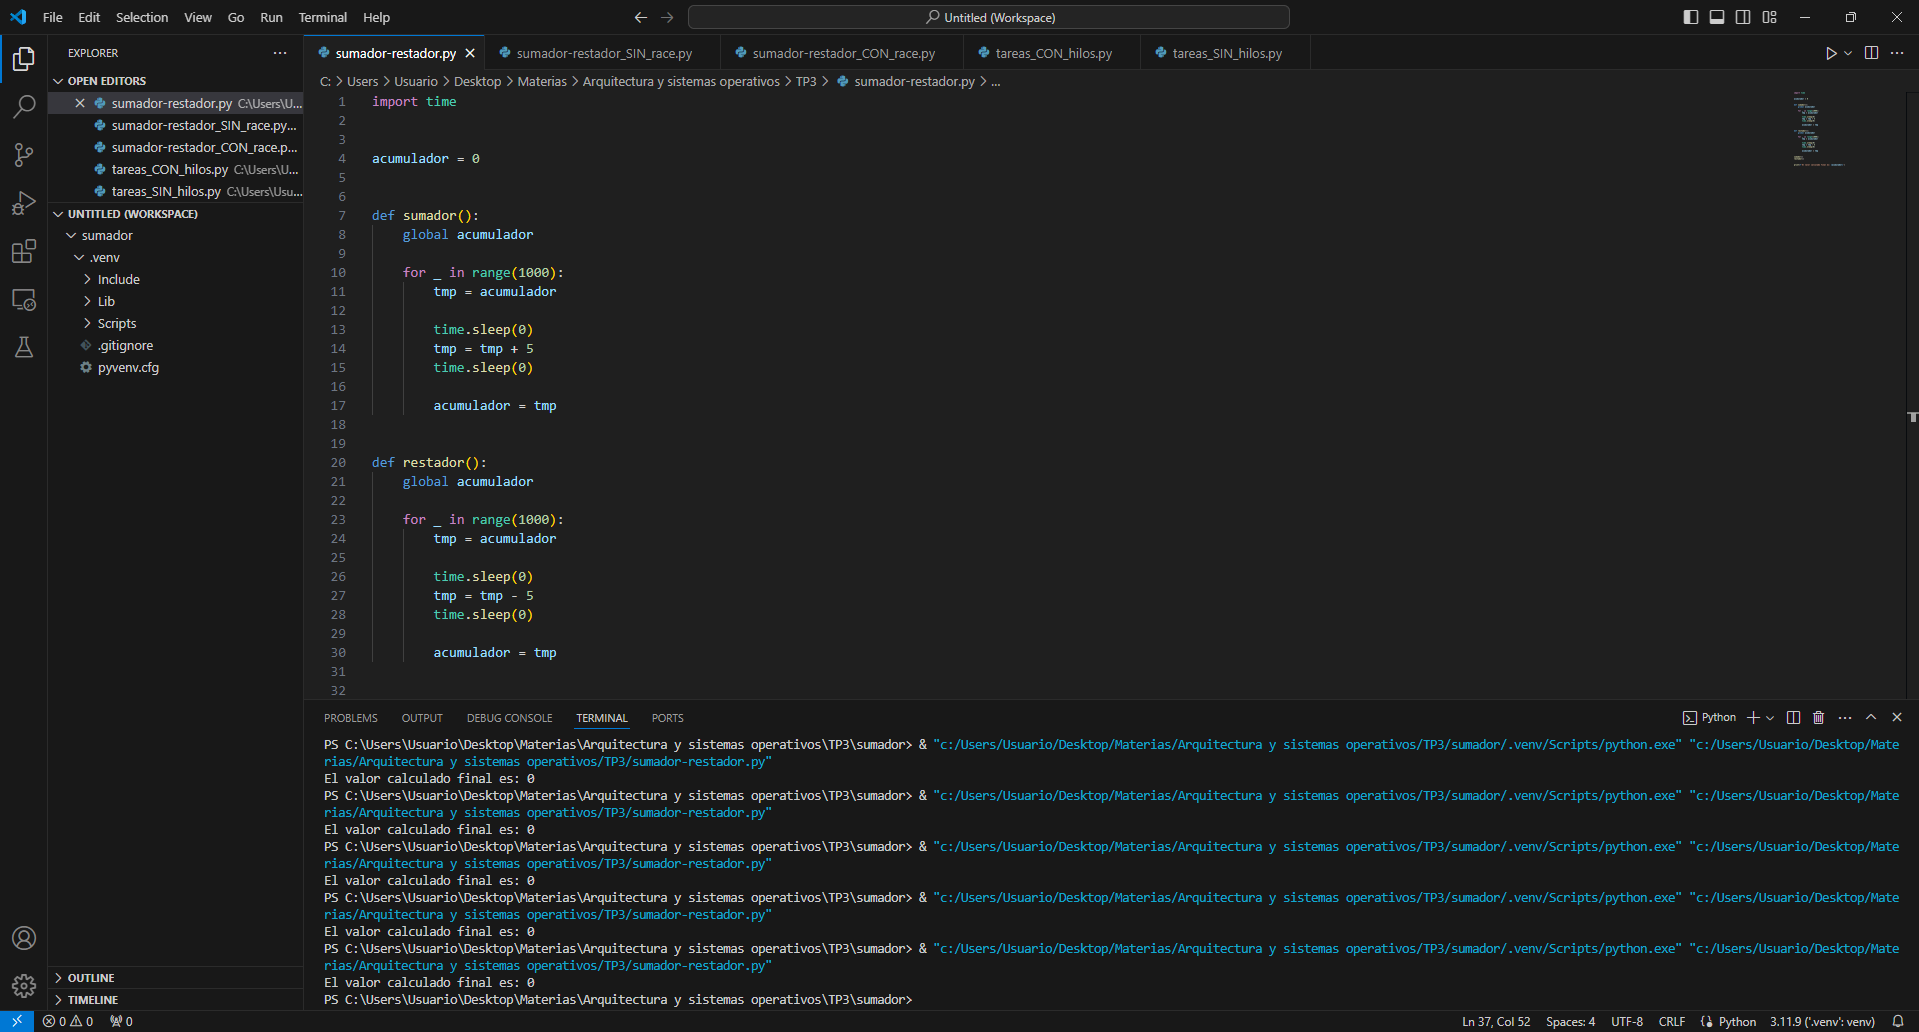 File Edit Selection View Go Run Terminal Help
Untitled (Workspace)
EXPLORER
OPEN EDITORS
sumador-restador.py C:\Users\U...
sumador-restador_SIN_race.py...
sumador-restador_CON_race.p...
tareas_CON_hilos.py C:\Users\U...
tareas_SIN_hilos.py C:\Users\Usu...
UNTITLED (WORKSPACE)
sumador
.venv
Include
Lib
Scripts
.gitignore
pyvenv.cfg
OUTLINE
TIMELINE
sumador-restador.py sumador-restador_SIN_race.py sumador-restador_CON_race.py tareas_CON_hilos.py tareas_SIN_hilos.py
C: > Users > Usuario > Desktop > Materias > Arquitectura y sistemas operativos > TP3 > sumador-restador.py > ...
1 import time
2
3
4 acumulador = 0
5
6
7 def sumador():
8     global acumulador
9
10     for _ in range(1000):
11         tmp = acumulador
12
13         time.sleep(0)
14         tmp = tmp + 5
15         time.sleep(0)
16
17         acumulador = tmp
18
19
20 def restador():
21     global acumulador
22
23     for _ in range(1000):
24         tmp = acumulador
25
26         time.sleep(0)
27         tmp = tmp - 5
28         time.sleep(0)
29
30         acumulador = tmp
31
32
PROBLEMS OUTPUT DEBUG CONSOLE TERMINAL PORTS
Python
PS C:\Users\Usuario\Desktop\Materias\Arquitectura y sistemas operativos\TP3\sumador> & "c:/Users/Usuario/Desktop/Materias/Arquitectura y sistemas operativos/TP3/sumador/.venv/Scripts/python.exe" "c:/Users/Usuario/Desktop/Mate
rias/Arquitectura y sistemas operativos/TP3/sumador-restador.py"
El valor calculado final es: 0
PS C:\Users\Usuario\Desktop\Materias\Arquitectura y sistemas operativos\TP3\sumador> & "c:/Users/Usuario/Desktop/Materias/Arquitectura y sistemas operativos/TP3/sumador/.venv/Scripts/python.exe" "c:/Users/Usuario/Desktop/Mate
rias/Arquitectura y sistemas operativos/TP3/sumador-restador.py"
El valor calculado final es: 0
PS C:\Users\Usuario\Desktop\Materias\Arquitectura y sistemas operativos\TP3\sumador> & "c:/Users/Usuario/Desktop/Materias/Arquitectura y sistemas operativos/TP3/sumador/.venv/Scripts/python.exe" "c:/Users/Usuario/Desktop/Mate
rias/Arquitectura y sistemas operativos/TP3/sumador-restador.py"
El valor calculado final es: 0
PS C:\Users\Usuario\Desktop\Materias\Arquitectura y sistemas operativos\TP3\sumador> & "c:/Users/Usuario/Desktop/Materias/Arquitectura y sistemas operativos/TP3/sumador/.venv/Scripts/python.exe" "c:/Users/Usuario/Desktop/Mate
rias/Arquitectura y sistemas operativos/TP3/sumador-restador.py"
El valor calculado final es: 0
PS C:\Users\Usuario\Desktop\Materias\Arquitectura y sistemas operativos\TP3\sumador> & "c:/Users/Usuario/Desktop/Materias/Arquitectura y sistemas operativos/TP3/sumador/.venv/Scripts/python.exe" "c:/Users/Usuario/Desktop/Mate
rias/Arquitectura y sistemas operativos/TP3/sumador-restador.py"
El valor calculado final es: 0
PS C:\Users\Usuario\Desktop\Materias\Arquitectura y sistemas operativos\TP3\sumador>
0 0 0 Ln 37, Col 52 Spaces: 4 UTF-8 CRLF Python 3.11.9 ('.venv': venv)